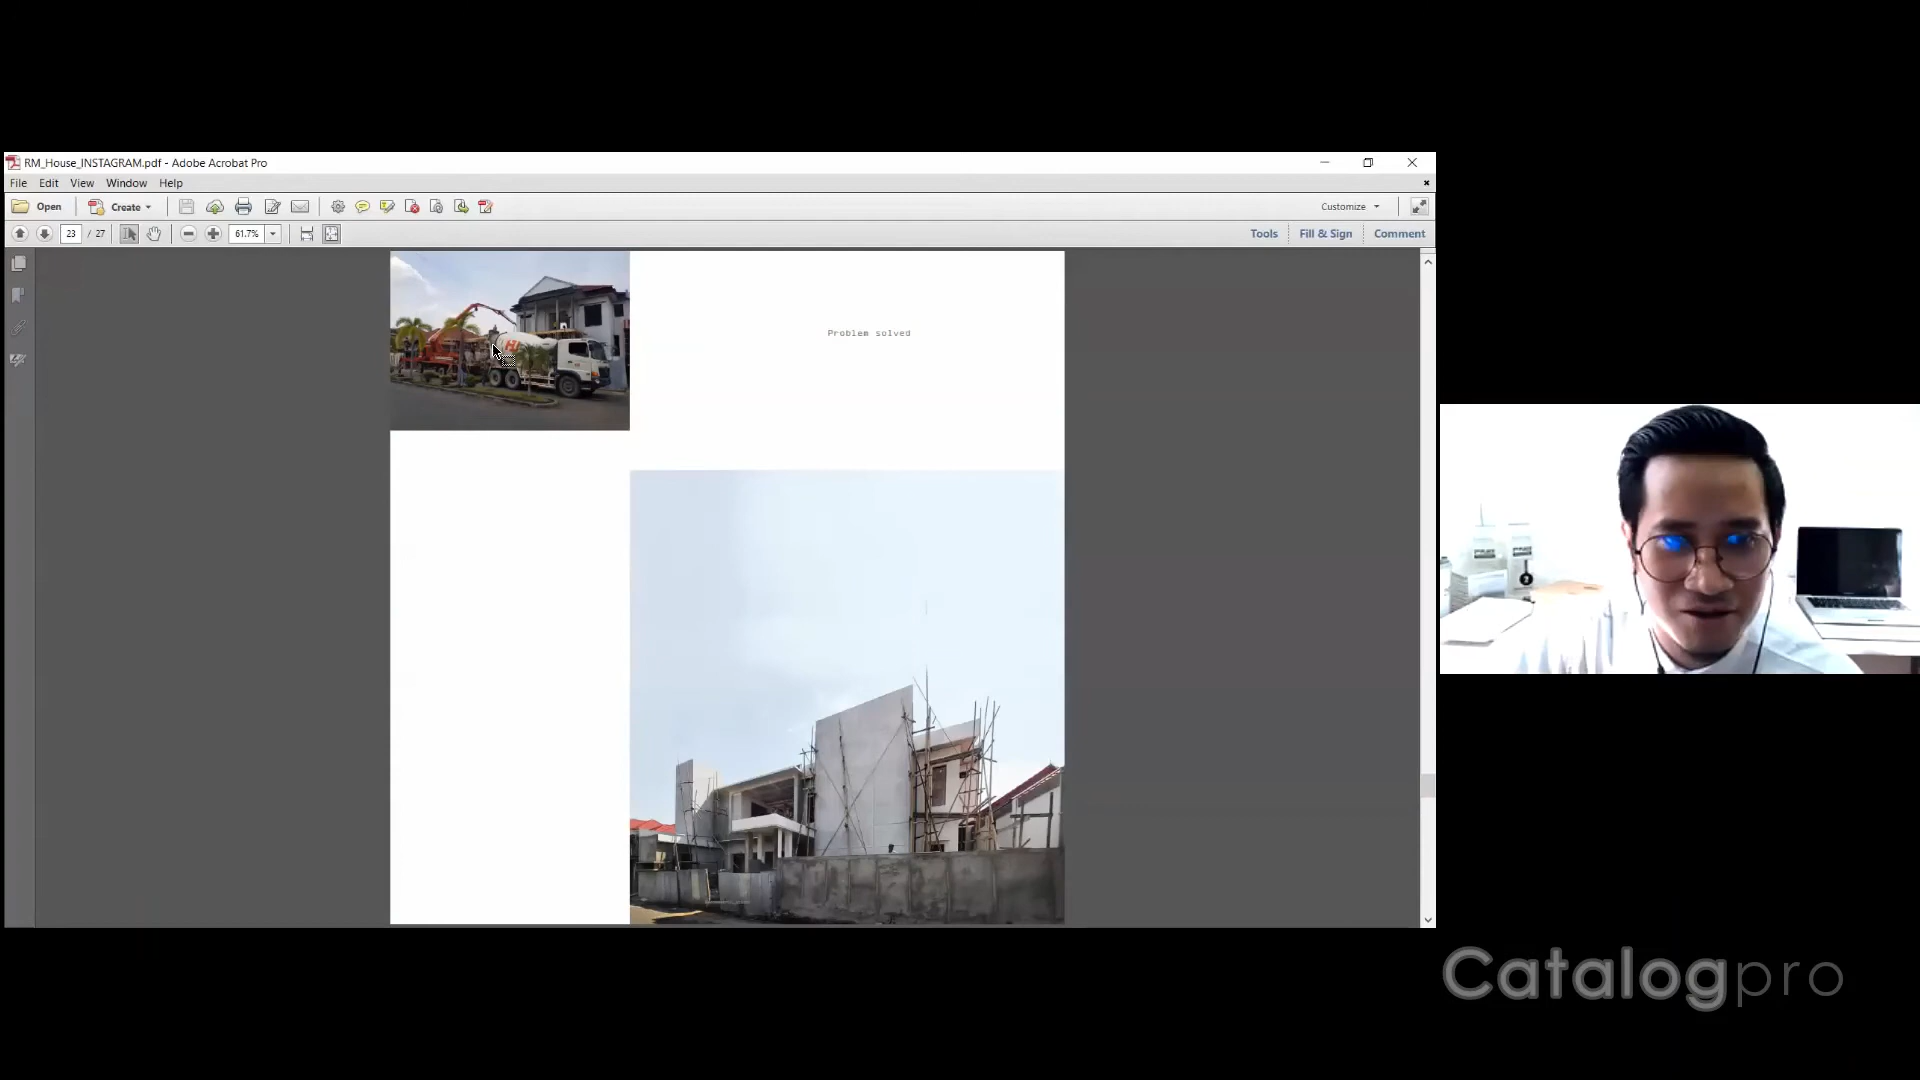 RM_House_INSTAGRAM.pdf - Adobe Acrobat Pro
File Edit View Window Help
Open Create Customize
23 / 27 61.7% Tools Fill & Sign Comment
Problem solved
Catalogpro